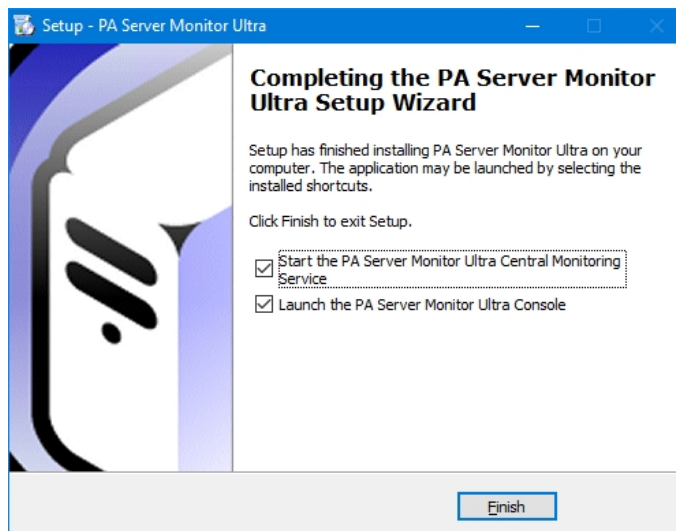 Setup - PA Server Monitor Ultra
Completing the PA Server Monitor
Ultra Setup Wizard
Setup has finished installing PA Server Monitor Ultra on your
computer. The application may be launched by selecting the
installed shortcuts.
Click Finish to exit Setup.
Start the PA Server Monitor Ultra Central Monitoring
Service
Launch the PA Server Monitor Ultra Console
Finish